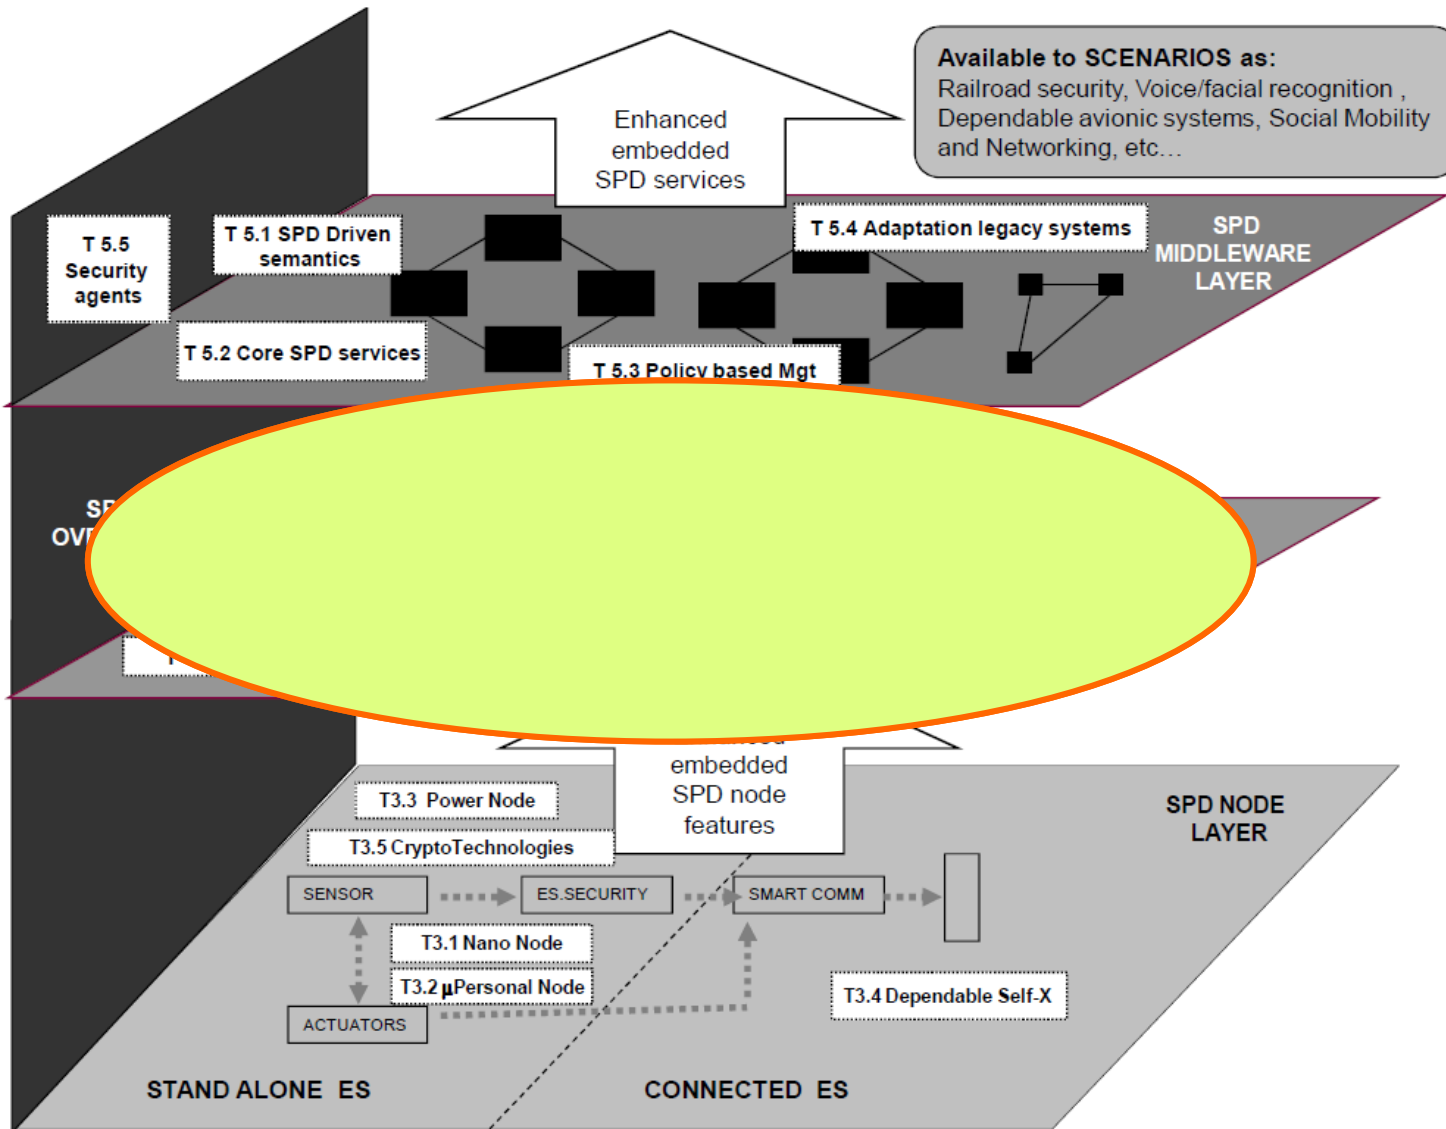 Available to SCENARIOS as:
Railroad security, Voice/facial recognition ,
Dependable avionic systems, Social Mobility
and Networking, etc...
Enhanced
embedded
SPD services
T 5.5
Security
agents
T 5.1 SPD Driven
semantics
T 5.4 Adaptation legacy systems
SPD
MIDDLEWARE
LAYER
T 5.2 Core SPD services
T 5.3 Policy based Mgt
embedded
SPD node
features
T3.3 Power Node
SPD NODE
LAYER
T3.5 CryptoTechnologies
SENSOR
ES.SECURITY
SMART COMM
T3.1 Nano Node
T3.2 µPersonal Node
T3.4 Dependable Self-X
ACTUATORS
STAND ALONE ES
CONNECTED ES